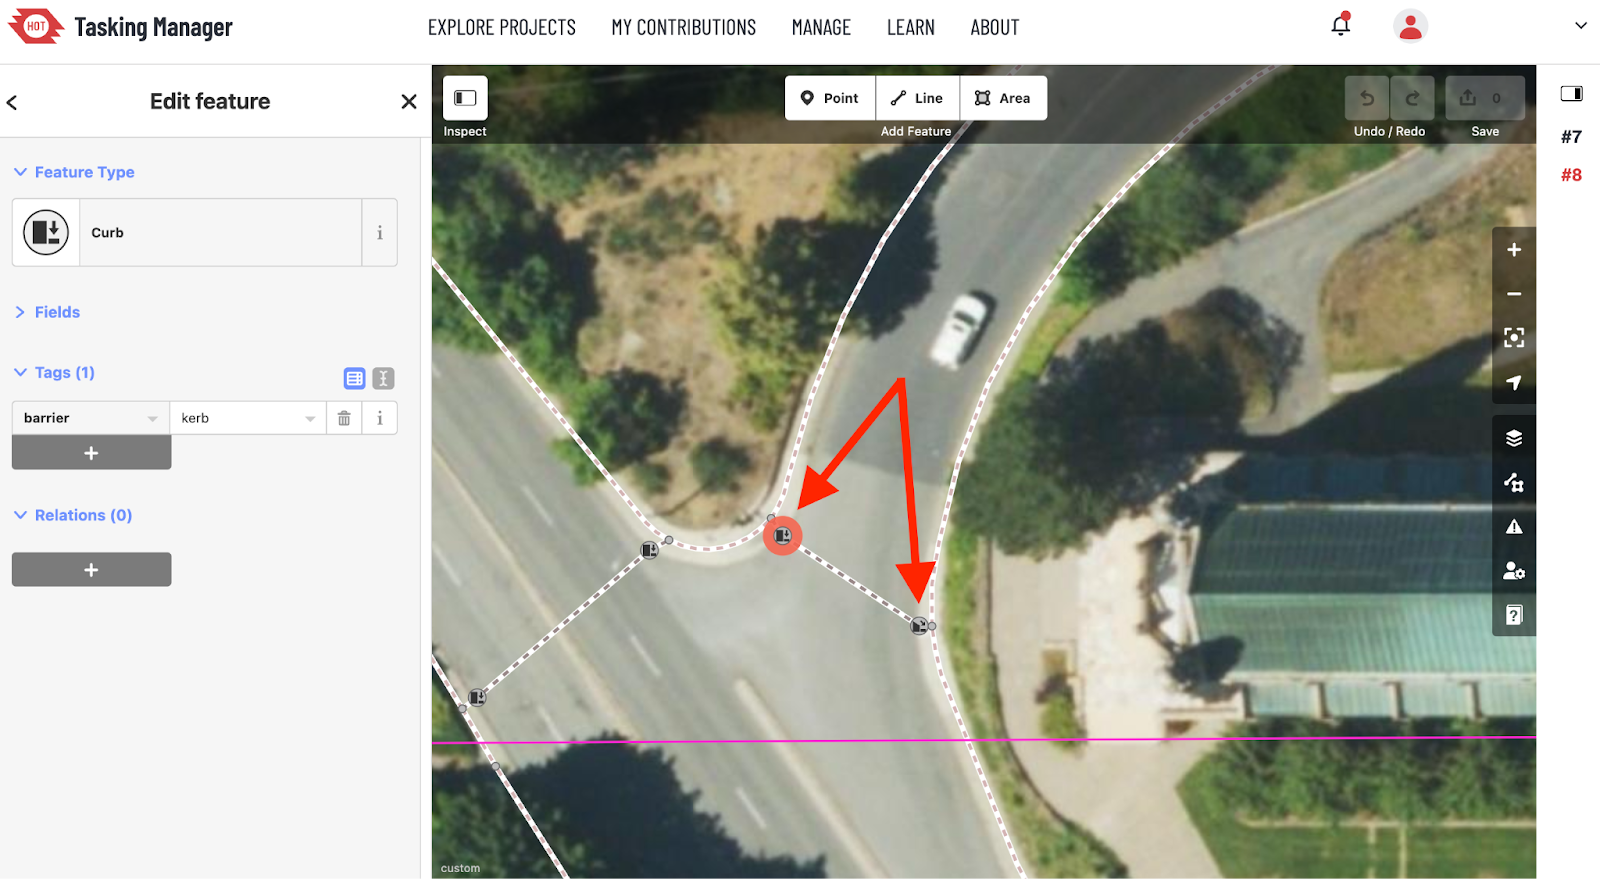 HOT Tasking Manager
EXPLORE PROJECTS MY CONTRIBUTIONS MANAGE LEARN ABOUT
Edit feature
Inspect
Point Line Area
Add Feature
Undo / Redo
0
Save
#7
#8
Feature Type
Curb
i
Fields
Tags (1)
barrier kerb i
+
Relations (0)
+
+
−
?
custom